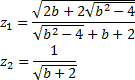 z₁ = √(2b + 2√(b² − 4)) / (√(b² − 4) + b + 2)
z₂ = 1 / √(b + 2)